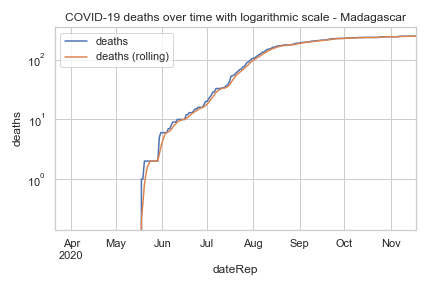 COVID-19 deaths over time with logarithmic scale - Madagascar
deaths
deaths (rolling)
10²
10¹
10⁰
deaths
Apr May Jun Jul Aug Sep Oct Nov
2020
dateRep